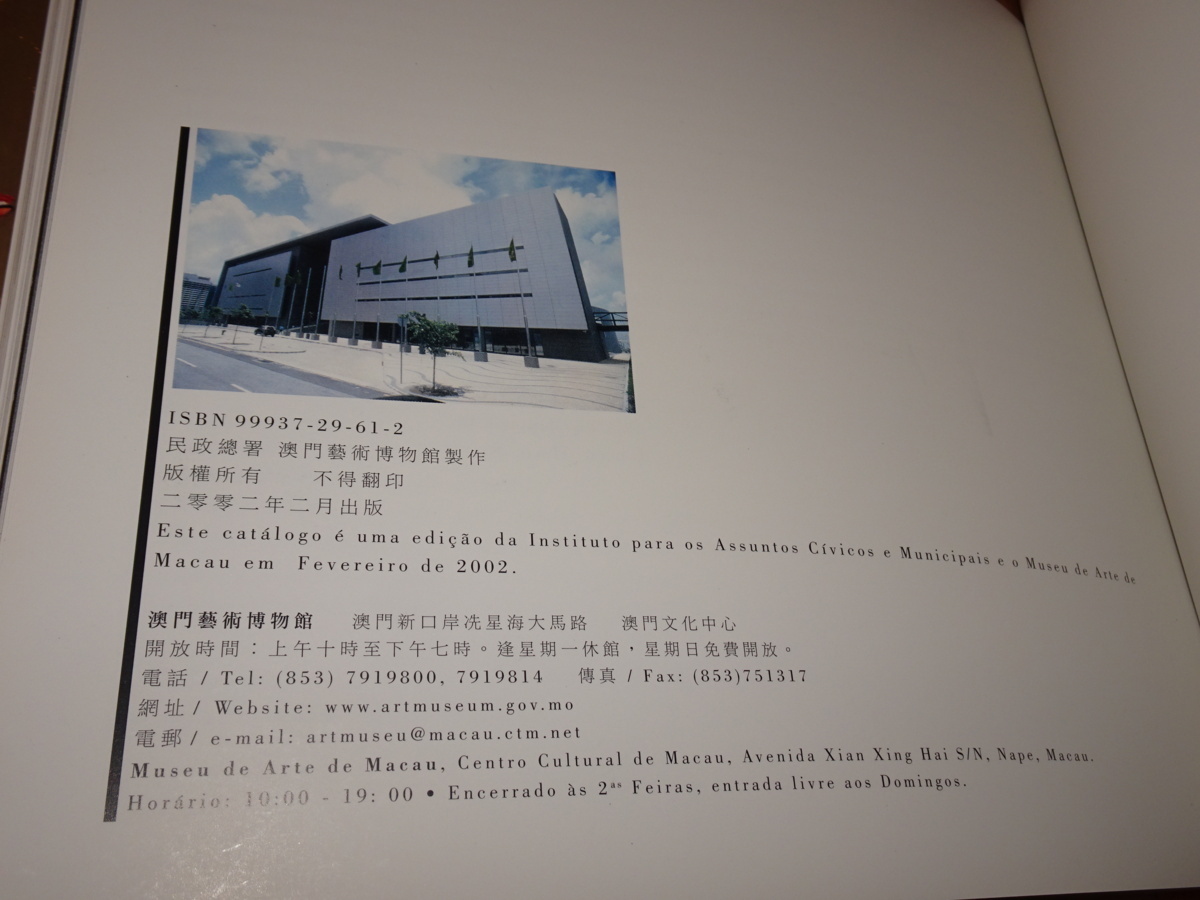 ISBN 99937-29-61-2
民政總署 澳門藝術博物館製作
版權所有 不得翻印
二零零二年二月出版
Este catálogo é uma edição da Instituto para os Assuntos Cívicos e Municipais e o Museu de Arte de
Macau em Fevereiro de 2002.
澳門藝術博物館 澳門新口岸冼星海大馬路 澳門文化中心
開放時間：上午十時至下午七時。逢星期一休館，星期日免費開放。
電話 / Tel: (853) 7919800, 7919814 傳真 / Fax: (853)751317
網址 / Website: www.artmuseum.gov.mo
電郵 / e-mail: artmuseu@macau.ctm.net
Museu de Arte de Macau, Centro Cultural de Macau, Avenida Xian Xing Hai S/N, Nape, Macau.
Horário: 10:00 - 19: 00 • Encerrado às 2ªˢ Feiras, entrada livre aos Domingos.